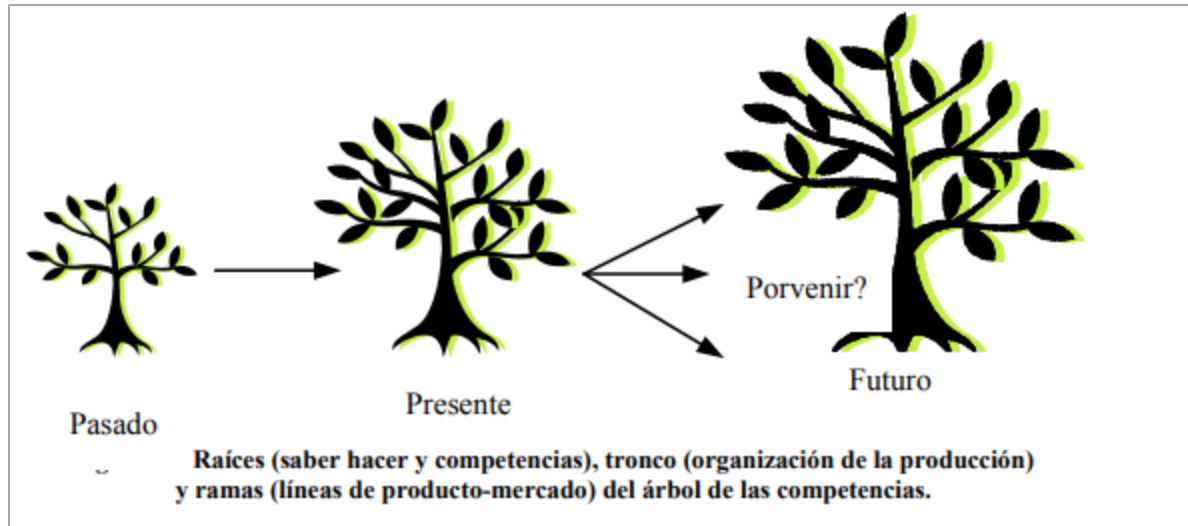 Porvenir?
Futuro
Presente
Pasado
Raíces (saber hacer y competencias), tronco (organización de la producción)
y ramas (líneas de producto-mercado) del árbol de las competencias.